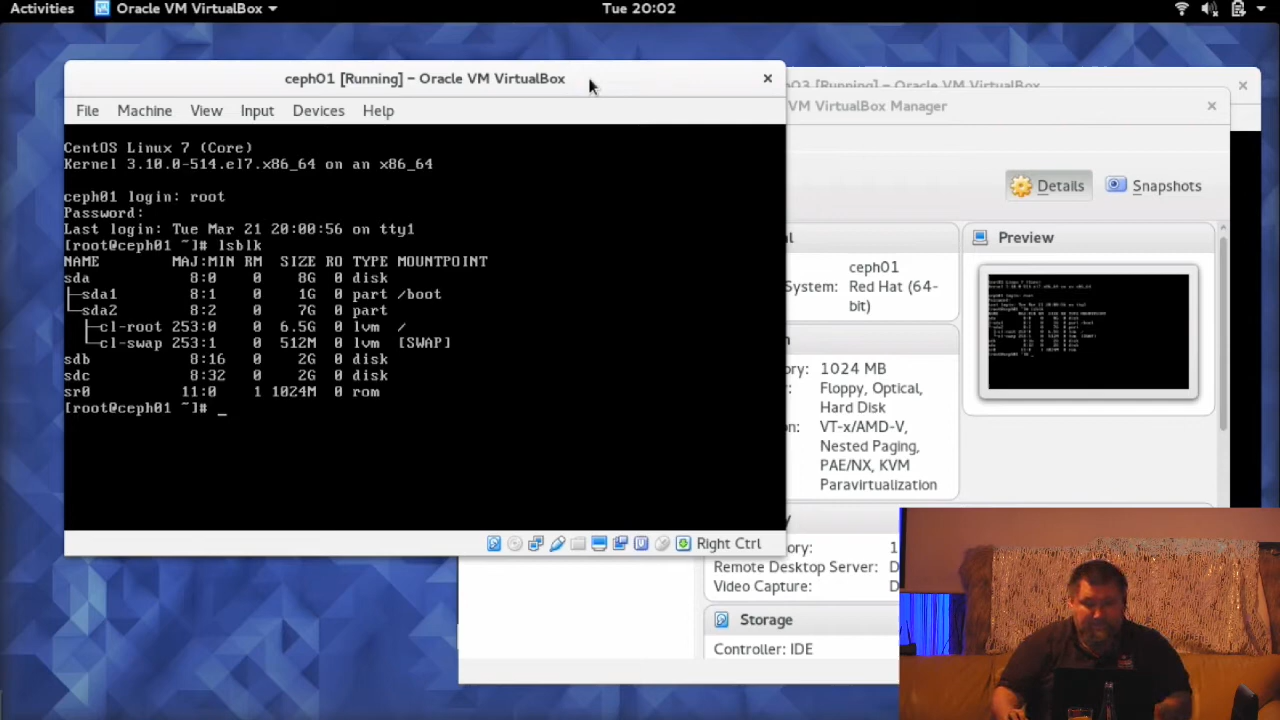 Activities Oracle VM VirtualBox Tue 20:02
ceph01 [Running] – Oracle VM VirtualBox
File Machine View Input Devices Help
CentOS Linux 7 (Core)
Kernel 3.10.0-514.el7.x86_64 on an x86_64
ceph01 login: root
Password:
Last login: Tue Mar 21 20:00:56 on tty1
[root@ceph01 ~]# lsblk
NAME MAJ:MIN RM SIZE RO TYPE MOUNTPOINT
sda 8:0 0 8G 0 disk
├─sda1 8:1 0 1G 0 part /boot
└─sda2 8:2 0 7G 0 part
├─cl-root 253:0 0 6.5G 0 lvm /
└─cl-swap 253:1 0 512M 0 lvm [SWAP]
sdb 8:16 0 2G 0 disk
sdc 8:32 0 2G 0 disk
sr0 11:0 1 1024M 0 rom
[root@ceph01 ~]# _
Right Ctrl
[Running] – Oracle VM VirtualBox
VM VirtualBox Manager
Details Snapshots
Preview
ceph01
System: Red Hat (64-
bit)
1024 MB
Floppy, Optical,
Hard Disk
VT-x/AMD-V,
Nested Paging,
PAE/NX, KVM
Paravirtualization
Remote Desktop Server:
Video Capture:
Storage
Controller: IDE